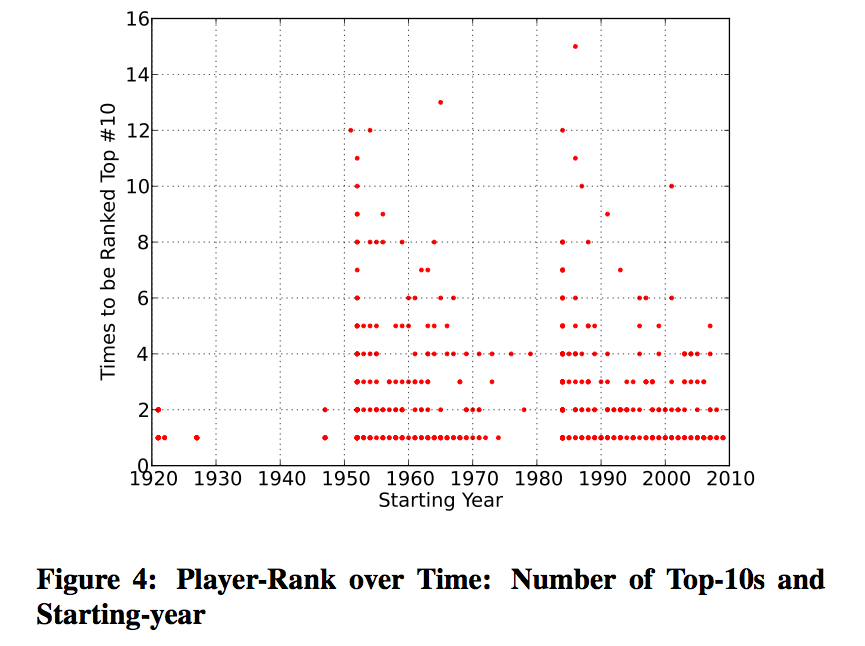 16
14
12
10
8
6
4
2
0
Times to be Ranked Top #10
1920 1930 1940 1950 1960 1970 1980 1990 2000 2010
Starting Year
Figure 4: Player-Rank over Time: Number of Top-10s and
Starting-year